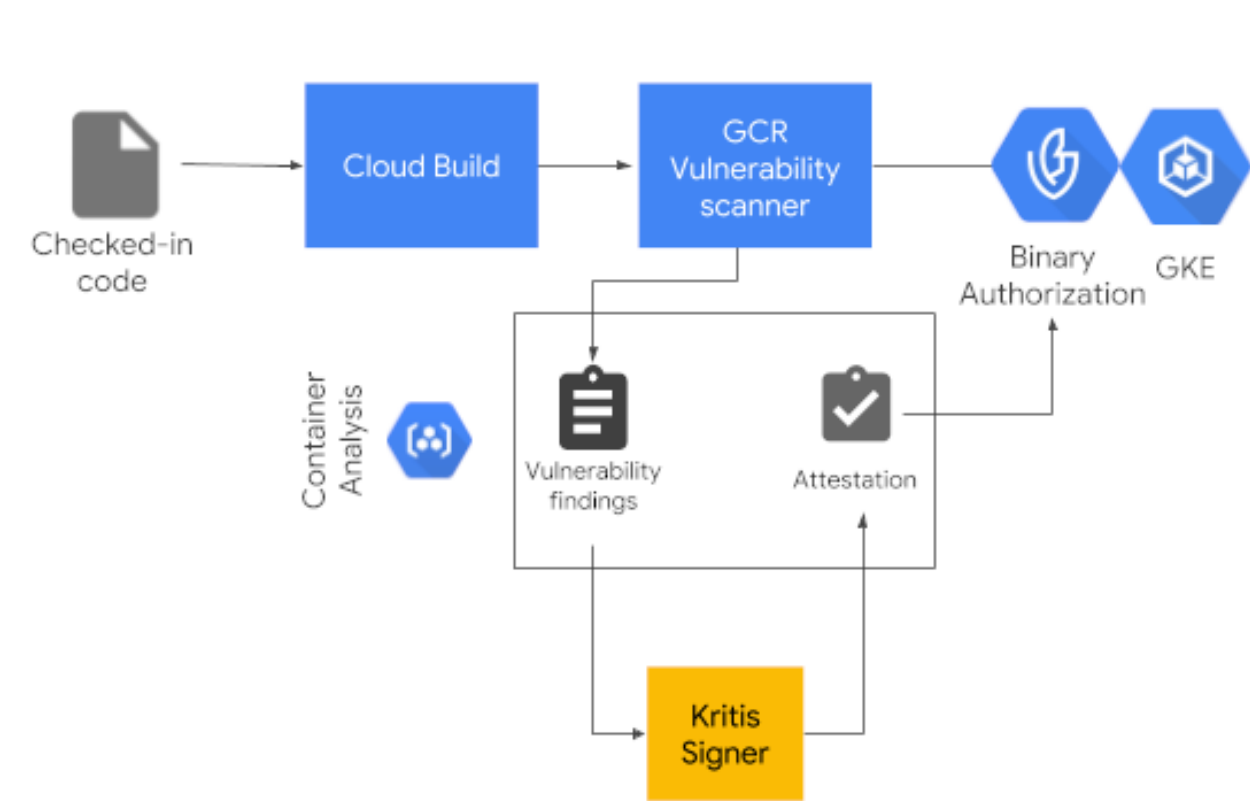 Checked-in
code
Cloud Build
GCR
Vulnerability
scanner
Binary
Authorization
GKE
Container
Analysis
Vulnerability
findings
Attestation
Kritis
Signer